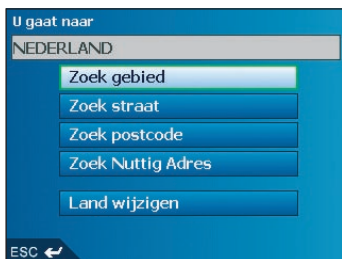 U gaat naar
NEDERLAND
Zoek gebied
Zoek straat
Zoek postcode
Zoek Nuttig Adres
Land wijzigen
ESC